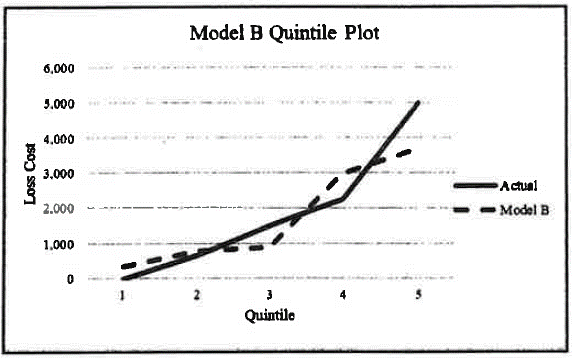 Model B Quintile Plot
6,000
5,000
4,000
3,000
2,000
1,000
0
Loss Cost
1 2 3 4 5
Quintile
Actual
Model B